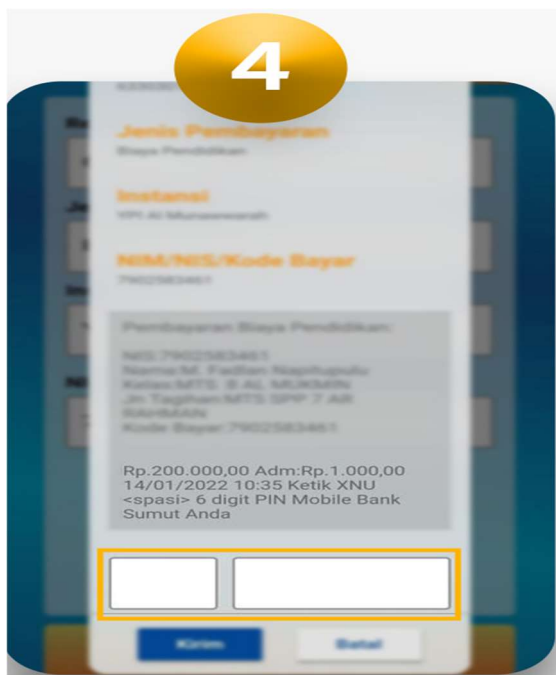 4
Jenis Pembayaran
Biaya Pendidikan
Instansi
YPI Al Munawwarah
NIM/NIS/Kode Bayar
7902583461
Pembayaran Biaya Pendidikan:
NIS:7902583461
Nama:M. Fadlan Napitupulu
Kelas:MTS 8 AL MUKMIN
Jn Tagihan:MTS SPP 7 AR
RAHMAN
Kode Bayar:7902583461
Rp.200.000,00 Adm:Rp.1.000,00
14/01/2022 10:35 Ketik XNU
<spasi> 6 digit PIN Mobile Bank
Sumut Anda
Kirim
Batal